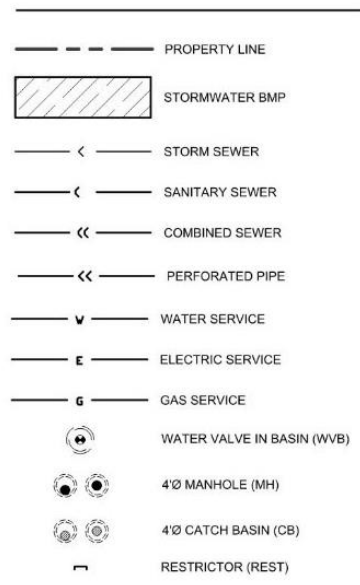 PROPERTY LINE
STORMWATER BMP
< STORM SEWER
( SANITARY SEWER
(( COMBINED SEWER
<< PERFORATED PIPE
W WATER SERVICE
E ELECTRIC SERVICE
G GAS SERVICE
WATER VALVE IN BASIN (WVB)
4'Ø MANHOLE (MH)
4'Ø CATCH BASIN (CB)
RESTRICTOR (REST)